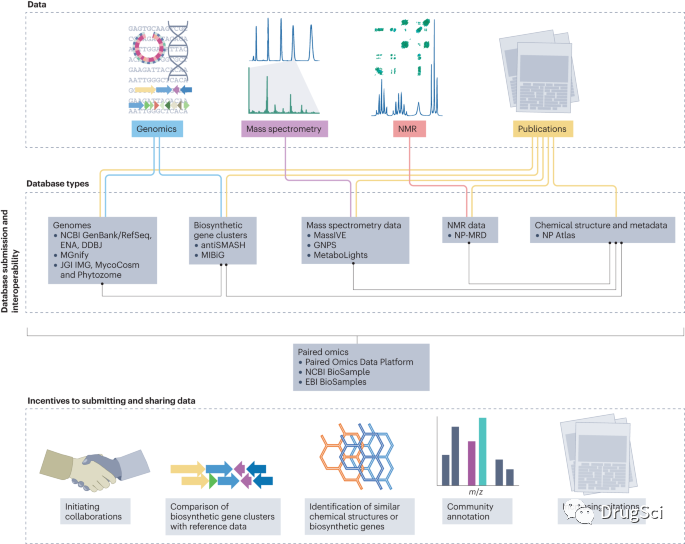 Data
GAGTGCAAG
GAAGATTACACA
AATTGGGCTCACA
AATTGGGCTCACA
Genomics
Mass spectrometry
NMR
Publications
Database types
Database submission and
interoperability
Genomes
• NCBI GenBank/RefSeq,
ENA, DDBJ
• MGnify
• JGI IMG, MycoCosm
and Phytozome
Biosynthetic
gene clusters
• antiSMASH
• MIBiG
Mass spectrometry data
• MassIVE
• GNPS
• MetaboLights
NMR data
• NP-MRD
Chemical structure and metadata
• NP Atlas
Paired omics
• Paired Omics Data Platform
• NCBI BioSample
• EBI BioSamples
Incentives to submitting and sharing data
m/z
Initiating
collaborations
Comparison of
biosynthetic gene clusters
with reference data
Identification of similar
chemical structures or
biosynthetic genes
Community
annotation
DrugSci